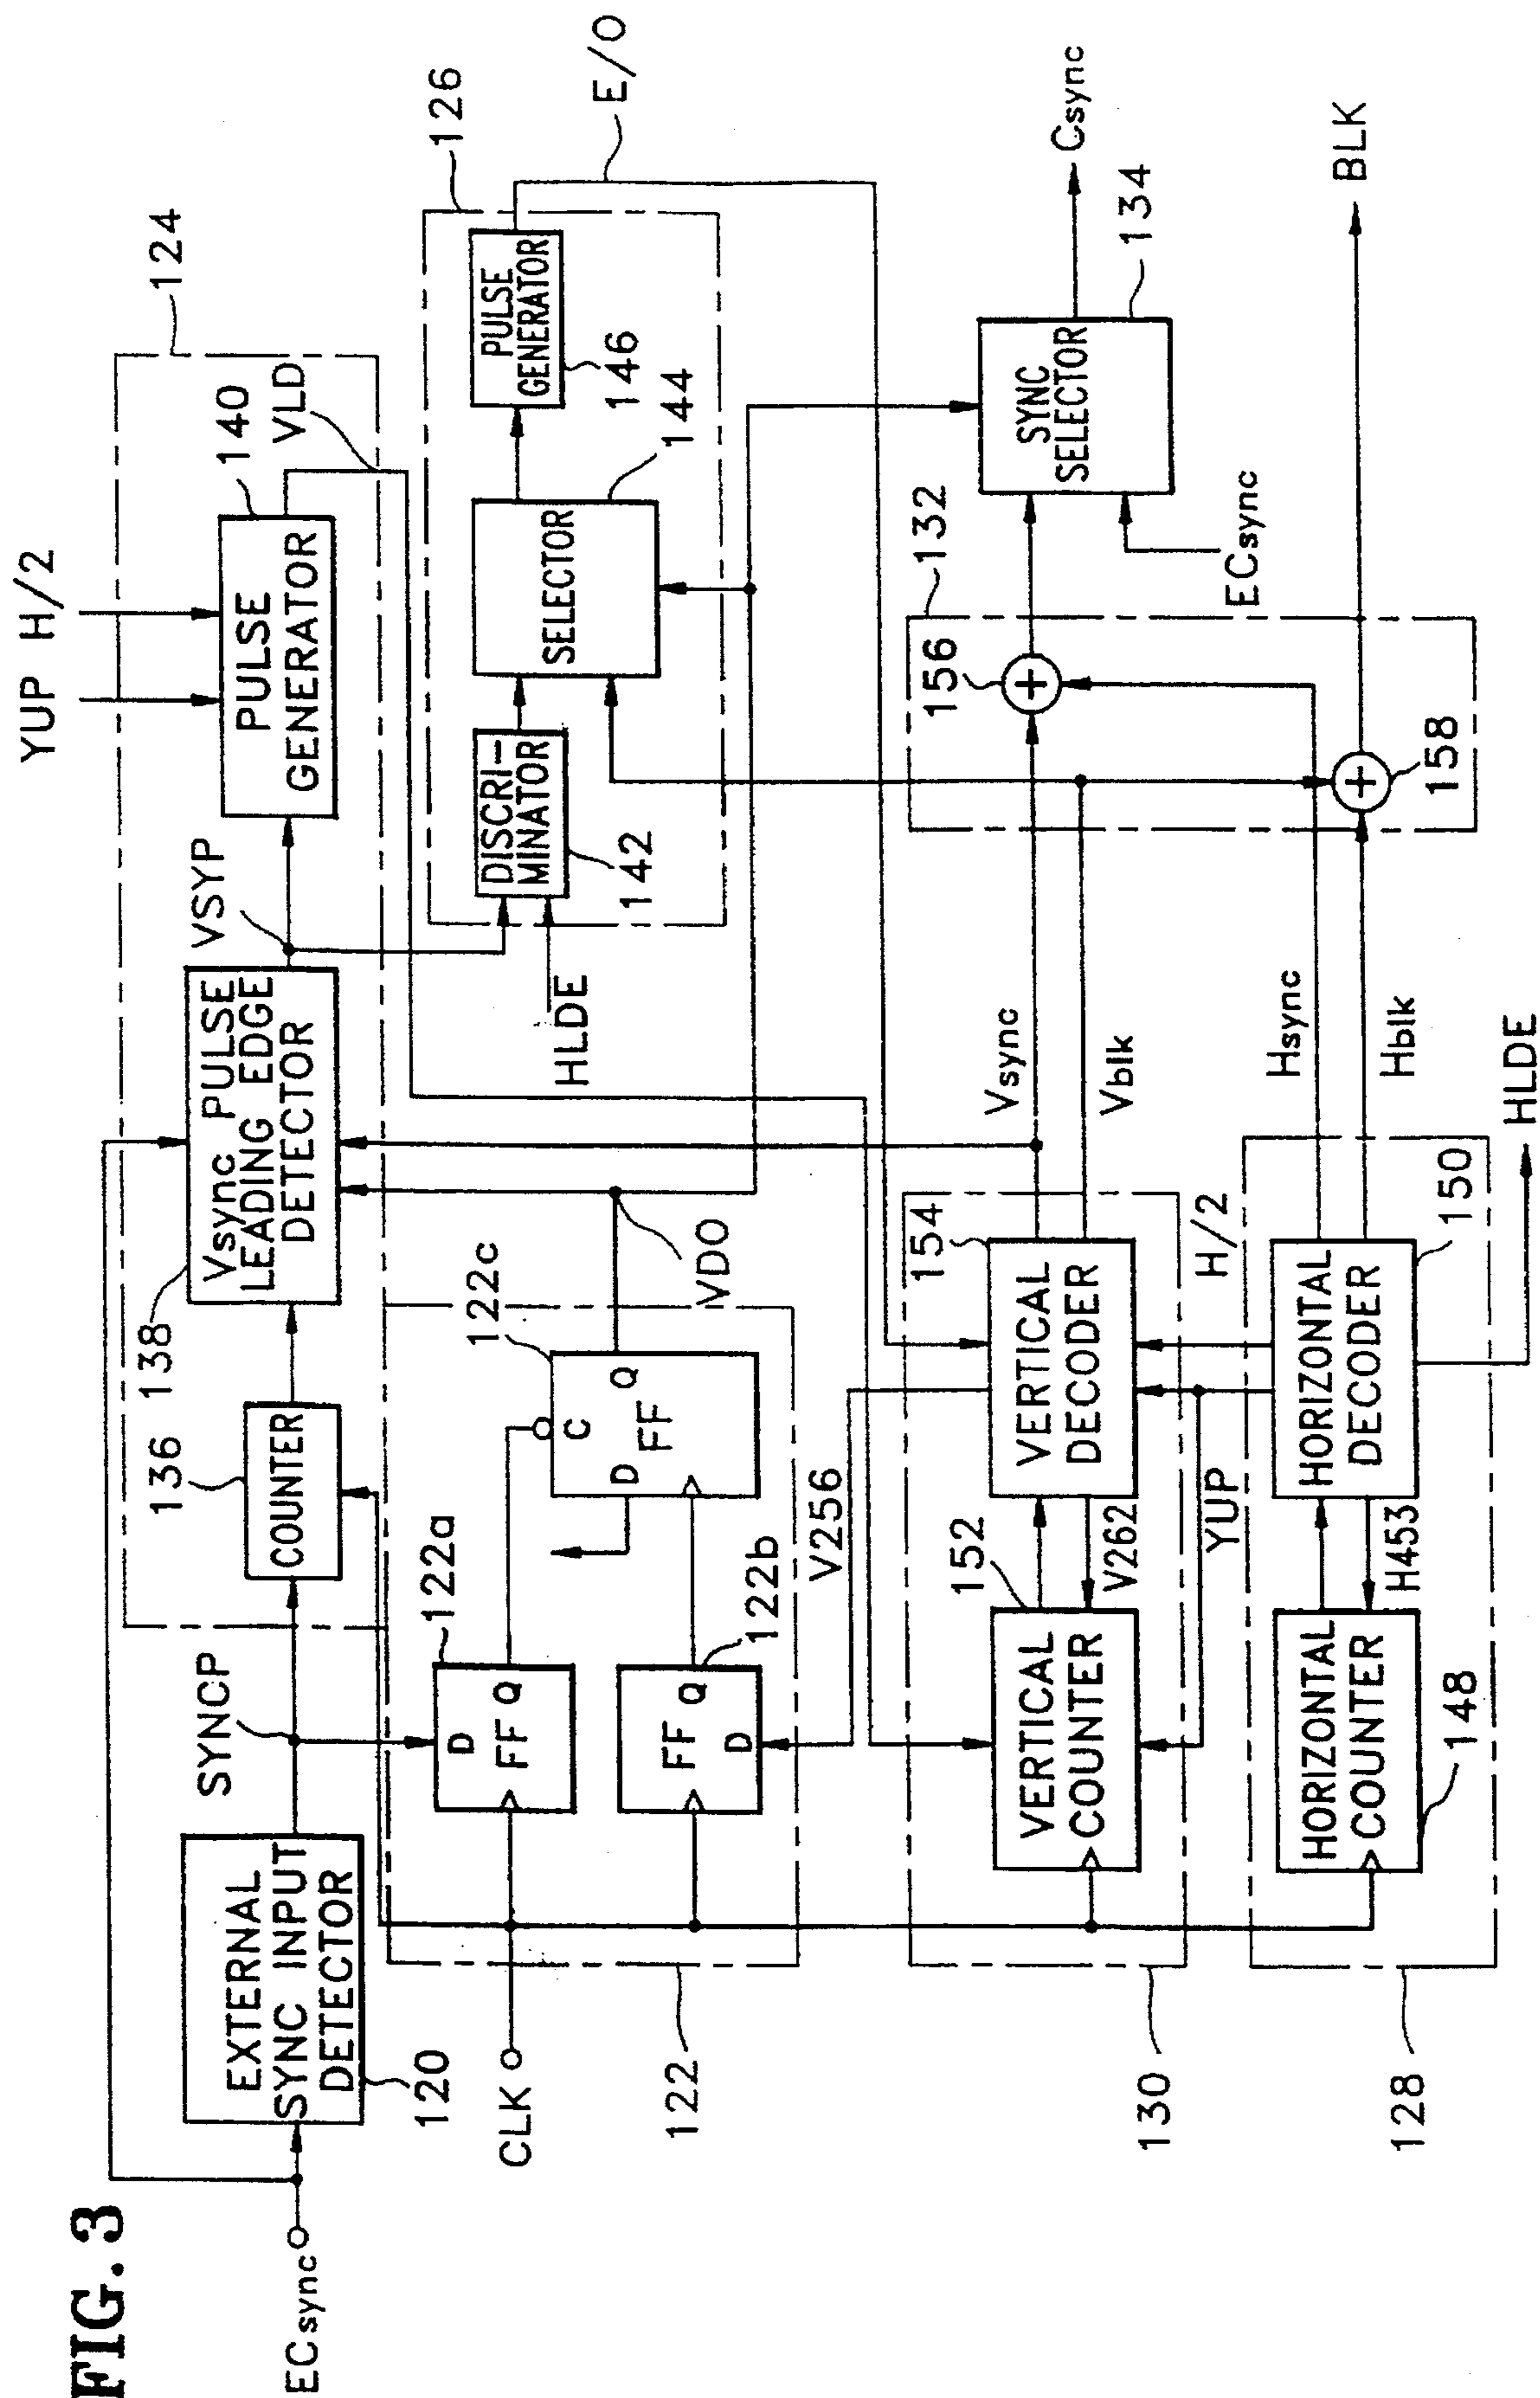 FIG. 3
YUP H/2
124
ECsync
EXTERNAL
SYNC INPUT
DETECTOR
120
SYNCP
136
COUNTER
138
Vsync PULSE
LEADING EDGE
DETECTOR
VSYP
PULSE
GENERATOR
140
VLD
126
CLK
122
122a
D
FF Q
122b
FF Q
D
122c
C
D Q
FF
VDO
HLDE
DISCRI-
MINATOR
142
SELECTOR
144
PULSE
GENERATOR
146
E/O
V256
130
152
VERTICAL
COUNTER
V262
154
VERTICAL
DECODER
Vsync
Vblk
132
156
158
ECsync
SYNC
SELECTOR
134
Csync
YUP
H/2
128
HORIZONTAL
COUNTER
148
H453
HORIZONTAL
DECODER
150
Hsync
Hblk
HLDE
BLK